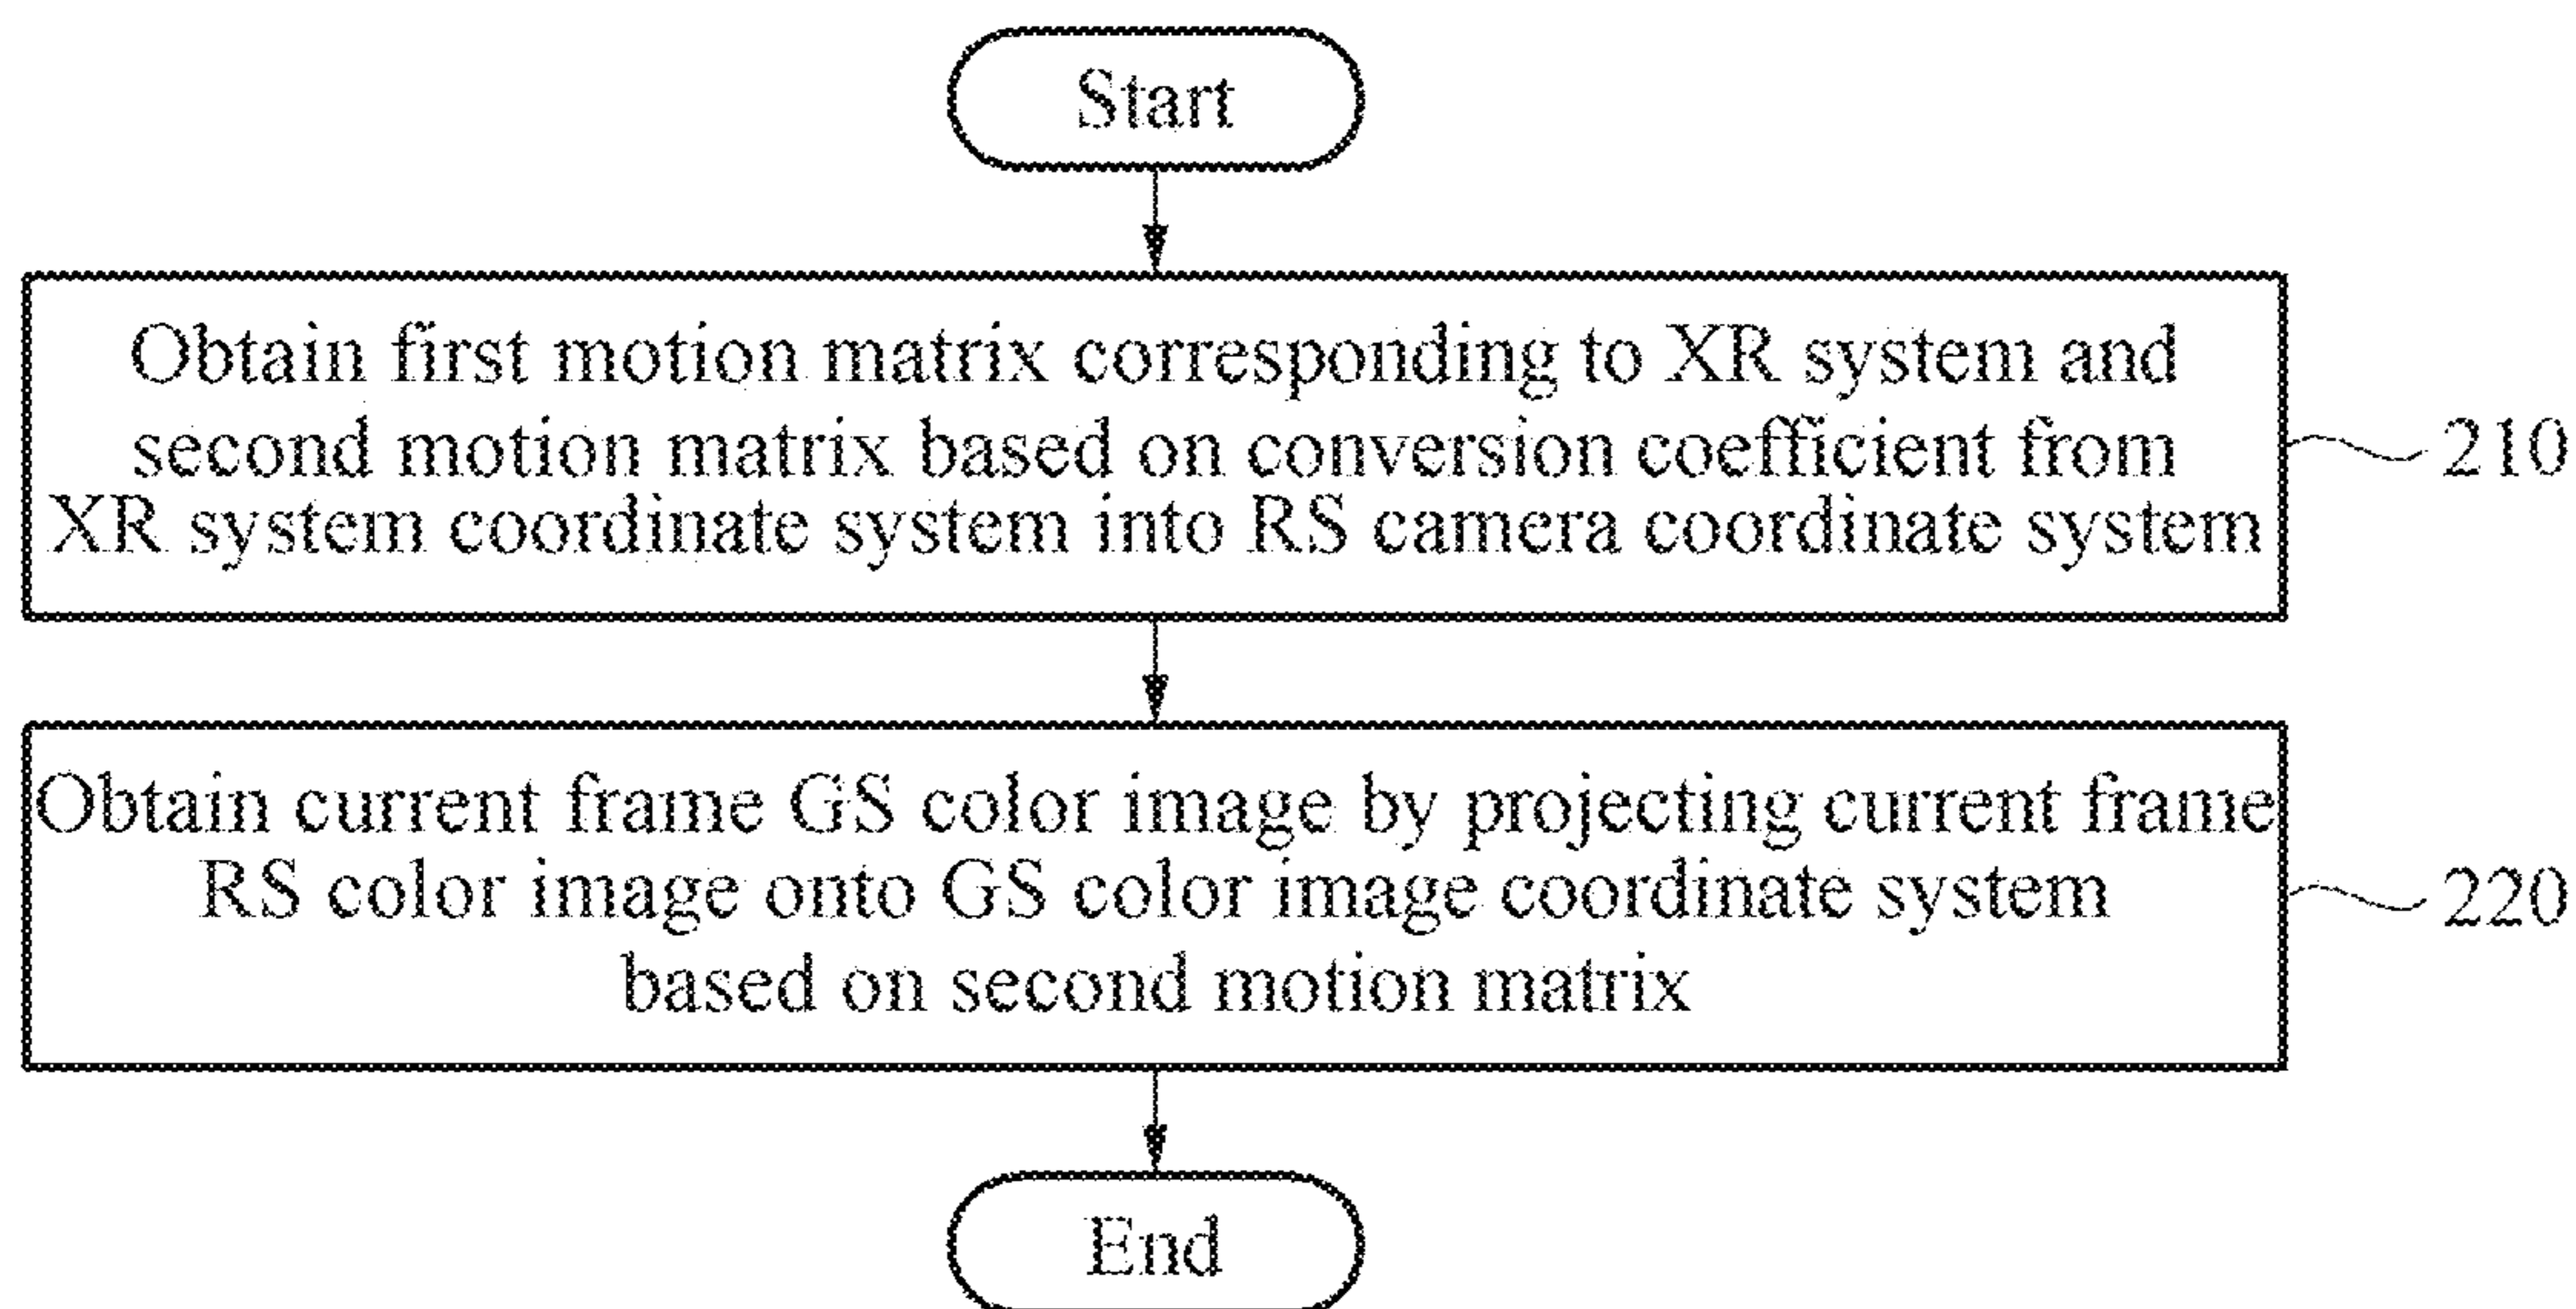 Start
Obtain first motion matrix corresponding to XR system and
second motion matrix based on conversion coefficient from
XR system coordinate system into RS camera coordinate system
210
Obtain current frame GS color image by projecting current frame
RS color image onto GS color image coordinate system
based on second motion matrix
220
End